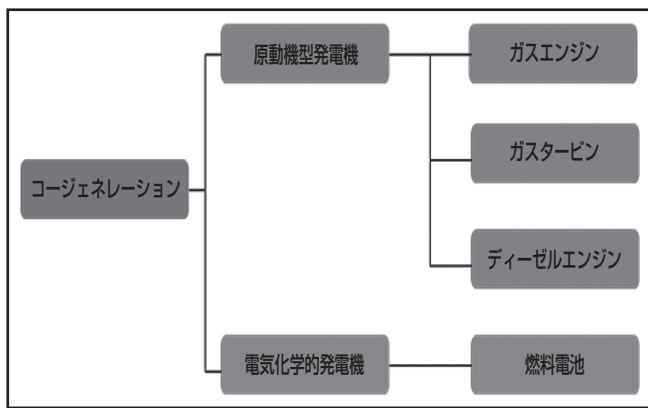 コージェネレーション
原動機型発電機
ガスエンジン
ガスタービン
ディーゼルエンジン
電気化学的発電機
燃料電池